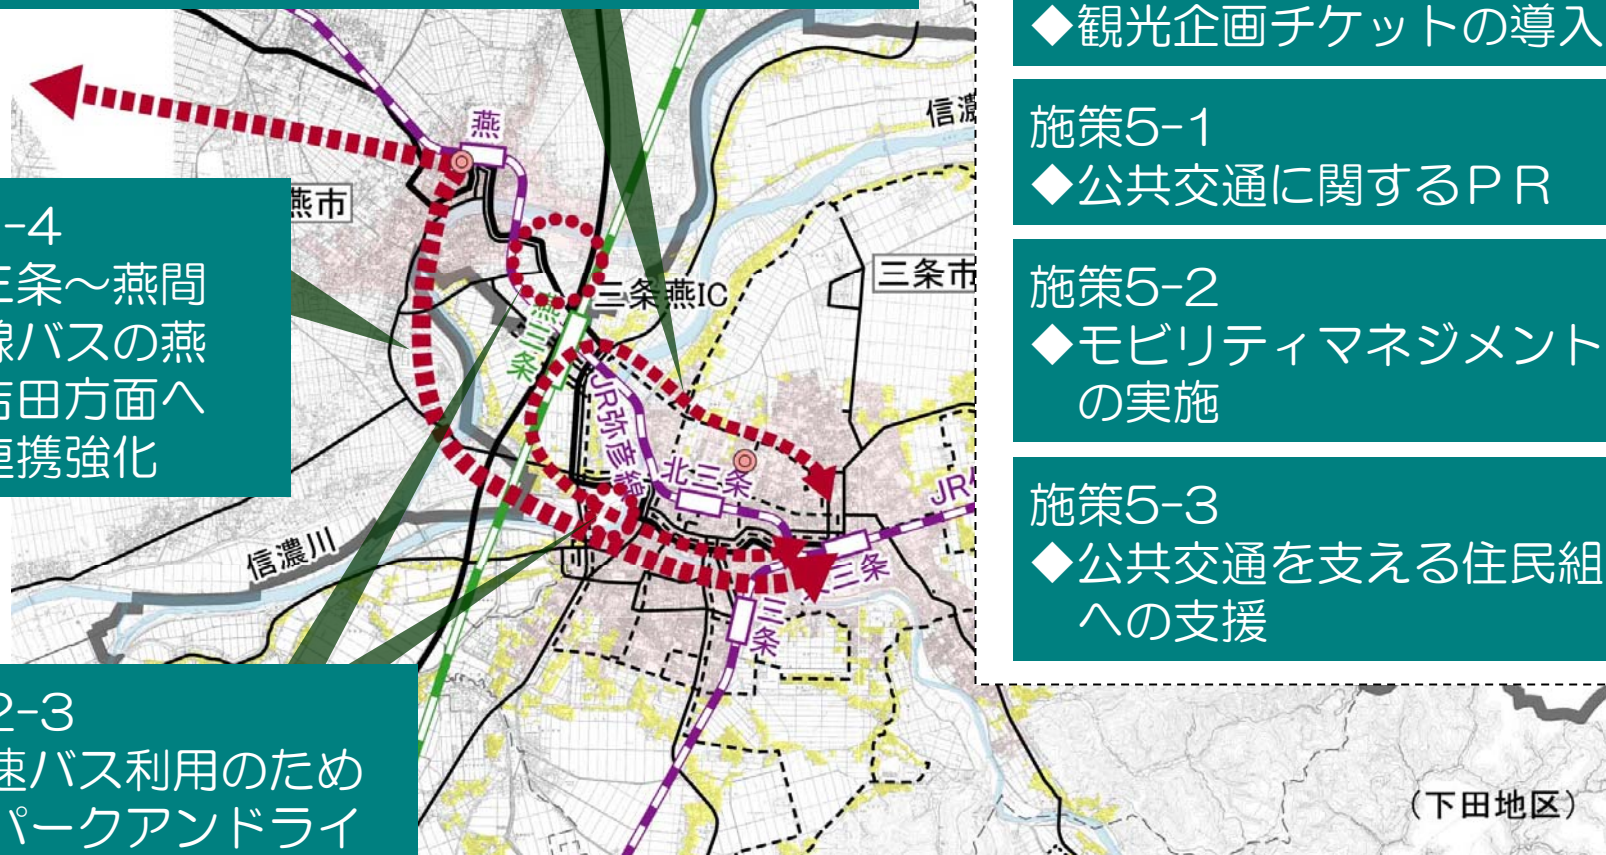 ◆観光企画チケットの導入
施策5-1
◆公共交通に関するPR
施策5-2
◆モビリティマネジメント
の実施
施策5-3
◆公共交通を支える住民組
への支援
-4
三条～燕間
線バスの燕
吉田方面へ
連携強化
2-3
速バス利用のため
パークアンドライ
燕
燕市
信濃
三条市
三条燕IC
燕三条
JR弥彦線
北三条
JR
信濃川
三条
三条
(下田地区)